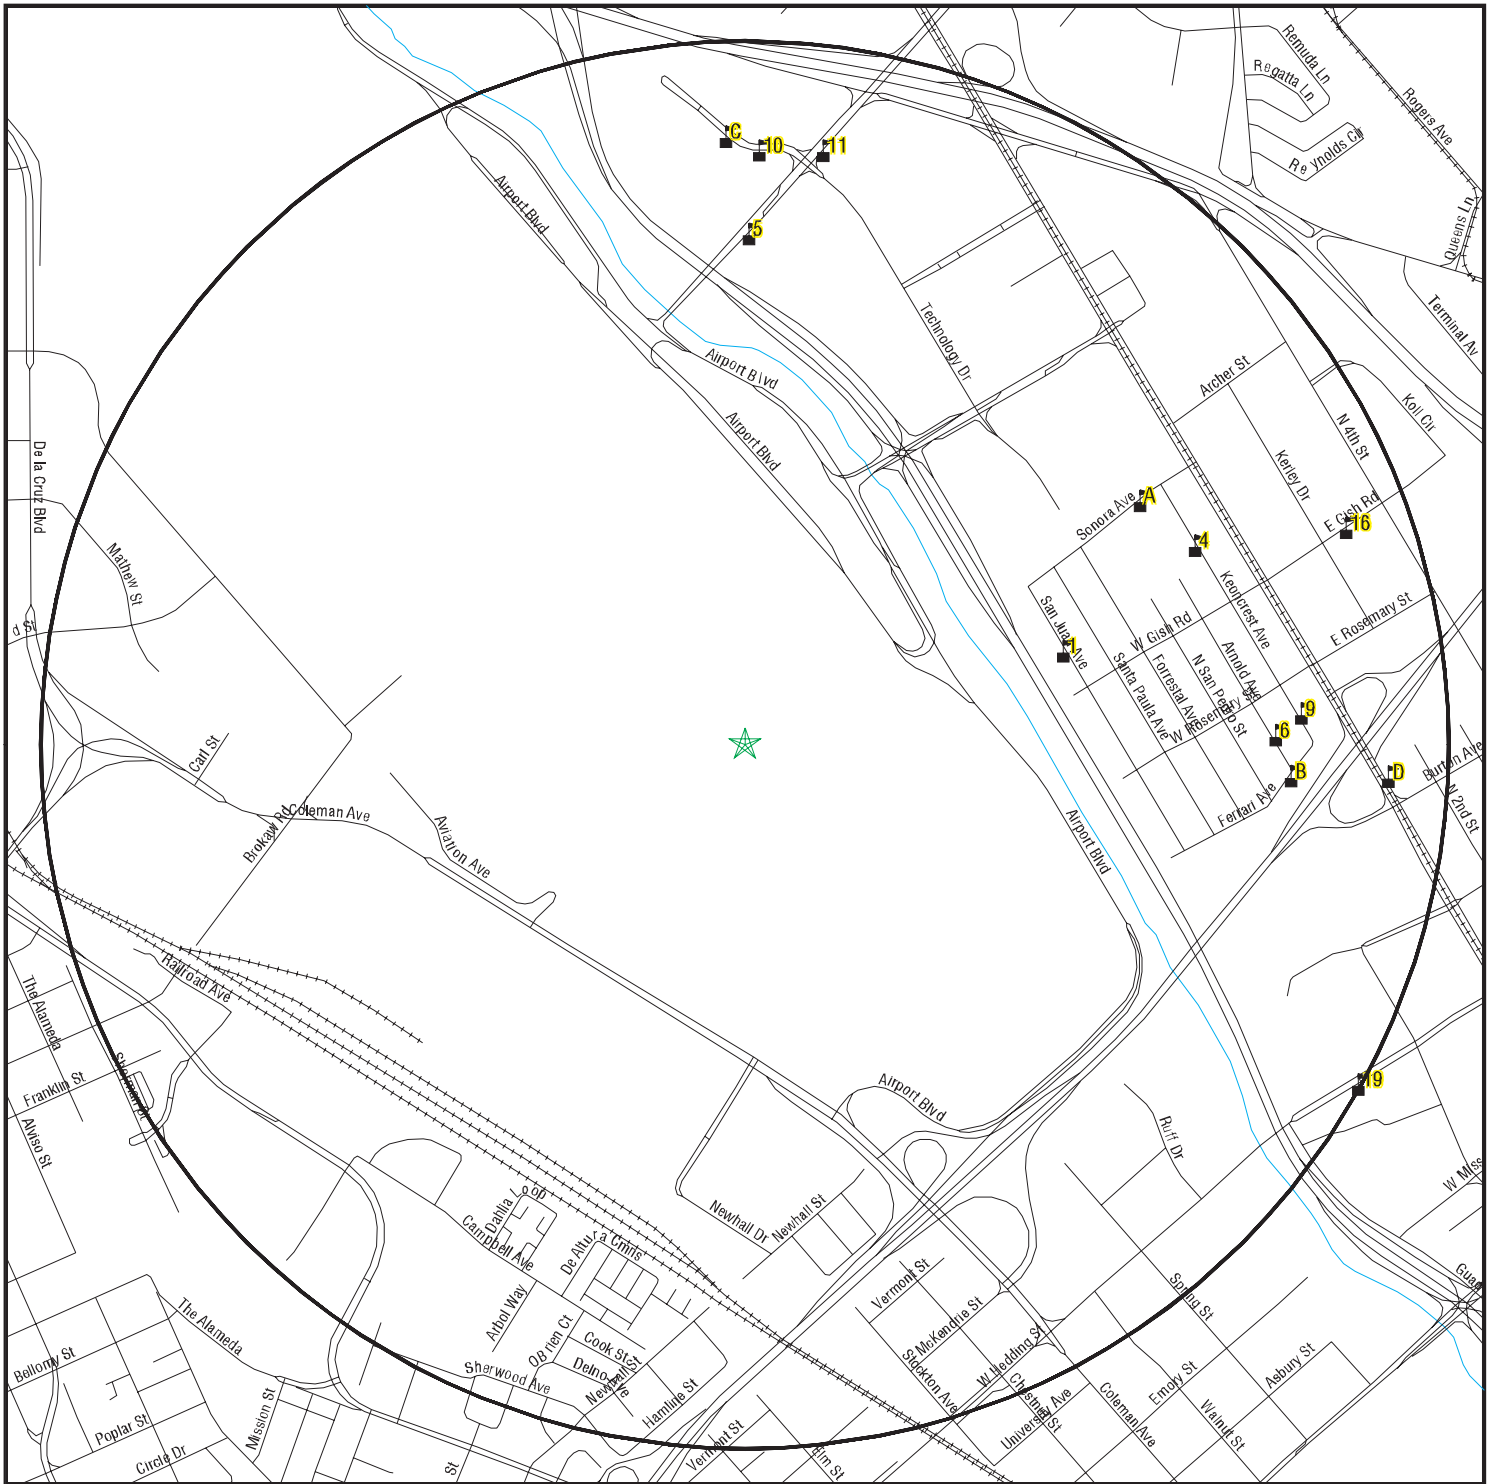 Remuda Ln
Regatta Ln
Rogers Ave
Reynolds Cir
Queens Ln
Terminal Av
C
10
11
5
Airport Blvd
Technology Dr
Airport Blvd
Airport Blvd
Archer St
Koll Cir
N 4th St
Kerley Dr
De la Cruz Blvd
Mathew St
d St
Sonora Ave
A
4
E Gish Rd
16
Keoncrest Ave
San Juan Ave
1
W Gish Rd
E Rosemary St
Arnold Ave
N San Pedro St
Forrestal Ave
Santa Paula Ave
W Rosemary St
9
6
B
D
Burton Ave
N 2nd St
Ferrari Ave
Carl St
Coleman Ave
Brokaw Rd
Aviation Ave
Airport Blvd
Railroad Ave
The Alameda
Sherman St
Franklin St
Alviso St
Airport Blvd
19
Ruff Dr
W Miss
Newhall Dr
Newhall St
Dahlia Loop
Campbell Ave
De Altura Cmns
Vermont St
Spring St
Guad
Arbol Way
OBrien Ct
McKendrie St
The Alameda
Cook St
Delno Ave
Newhall St
Sherwood Ave
Stockton Ave
W Hedding St
Chestnut St
University Ave
Coleman Ave
Emory St
Walnut St
Asbury St
Bellomy St
Poplar St
Circle Dr
Mission St
St
Hamline St
Vermont St
Elm St